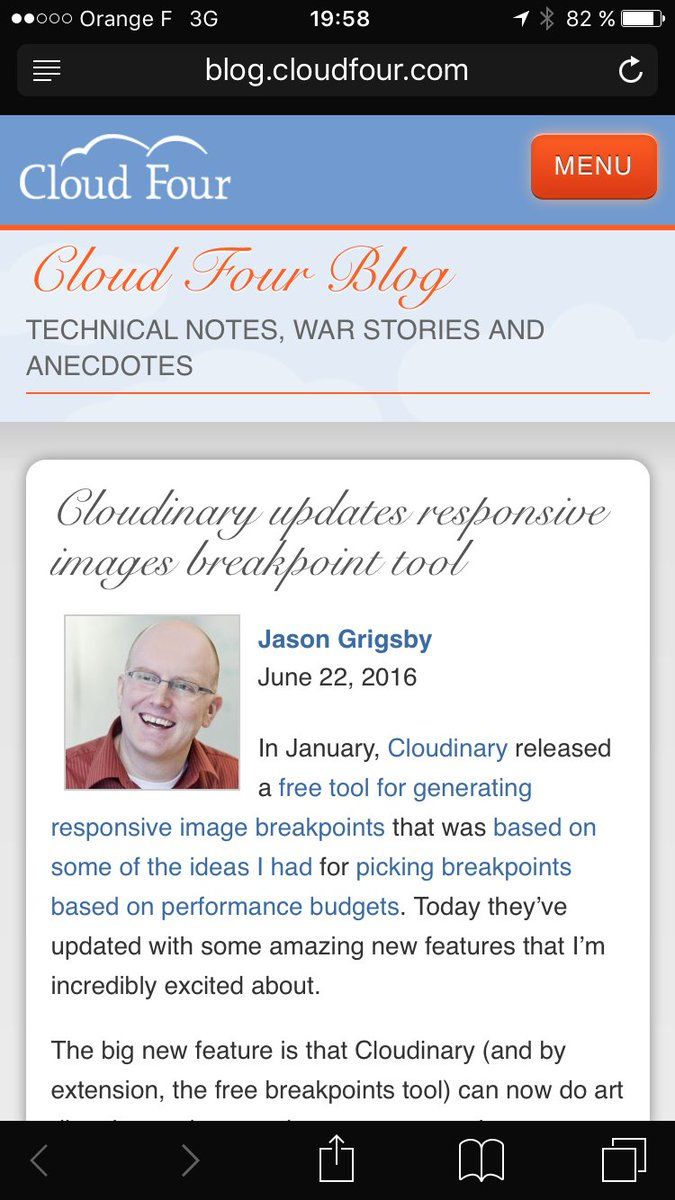 Orange F 3G 19:58 82 %
blog.cloudfour.com
Cloud Four
MENU
Cloud Four Blog
TECHNICAL NOTES, WAR STORIES AND
ANECDOTES
Cloudinary updates responsive
images breakpoint tool
Jason Grigsby
June 22, 2016
In January, Cloudinary released
a free tool for generating
responsive image breakpoints that was based on
some of the ideas I had for picking breakpoints
based on performance budgets. Today they’ve
updated with some amazing new features that I’m
incredibly excited about.
The big new feature is that Cloudinary (and by
extension, the free breakpoints tool) can now do art